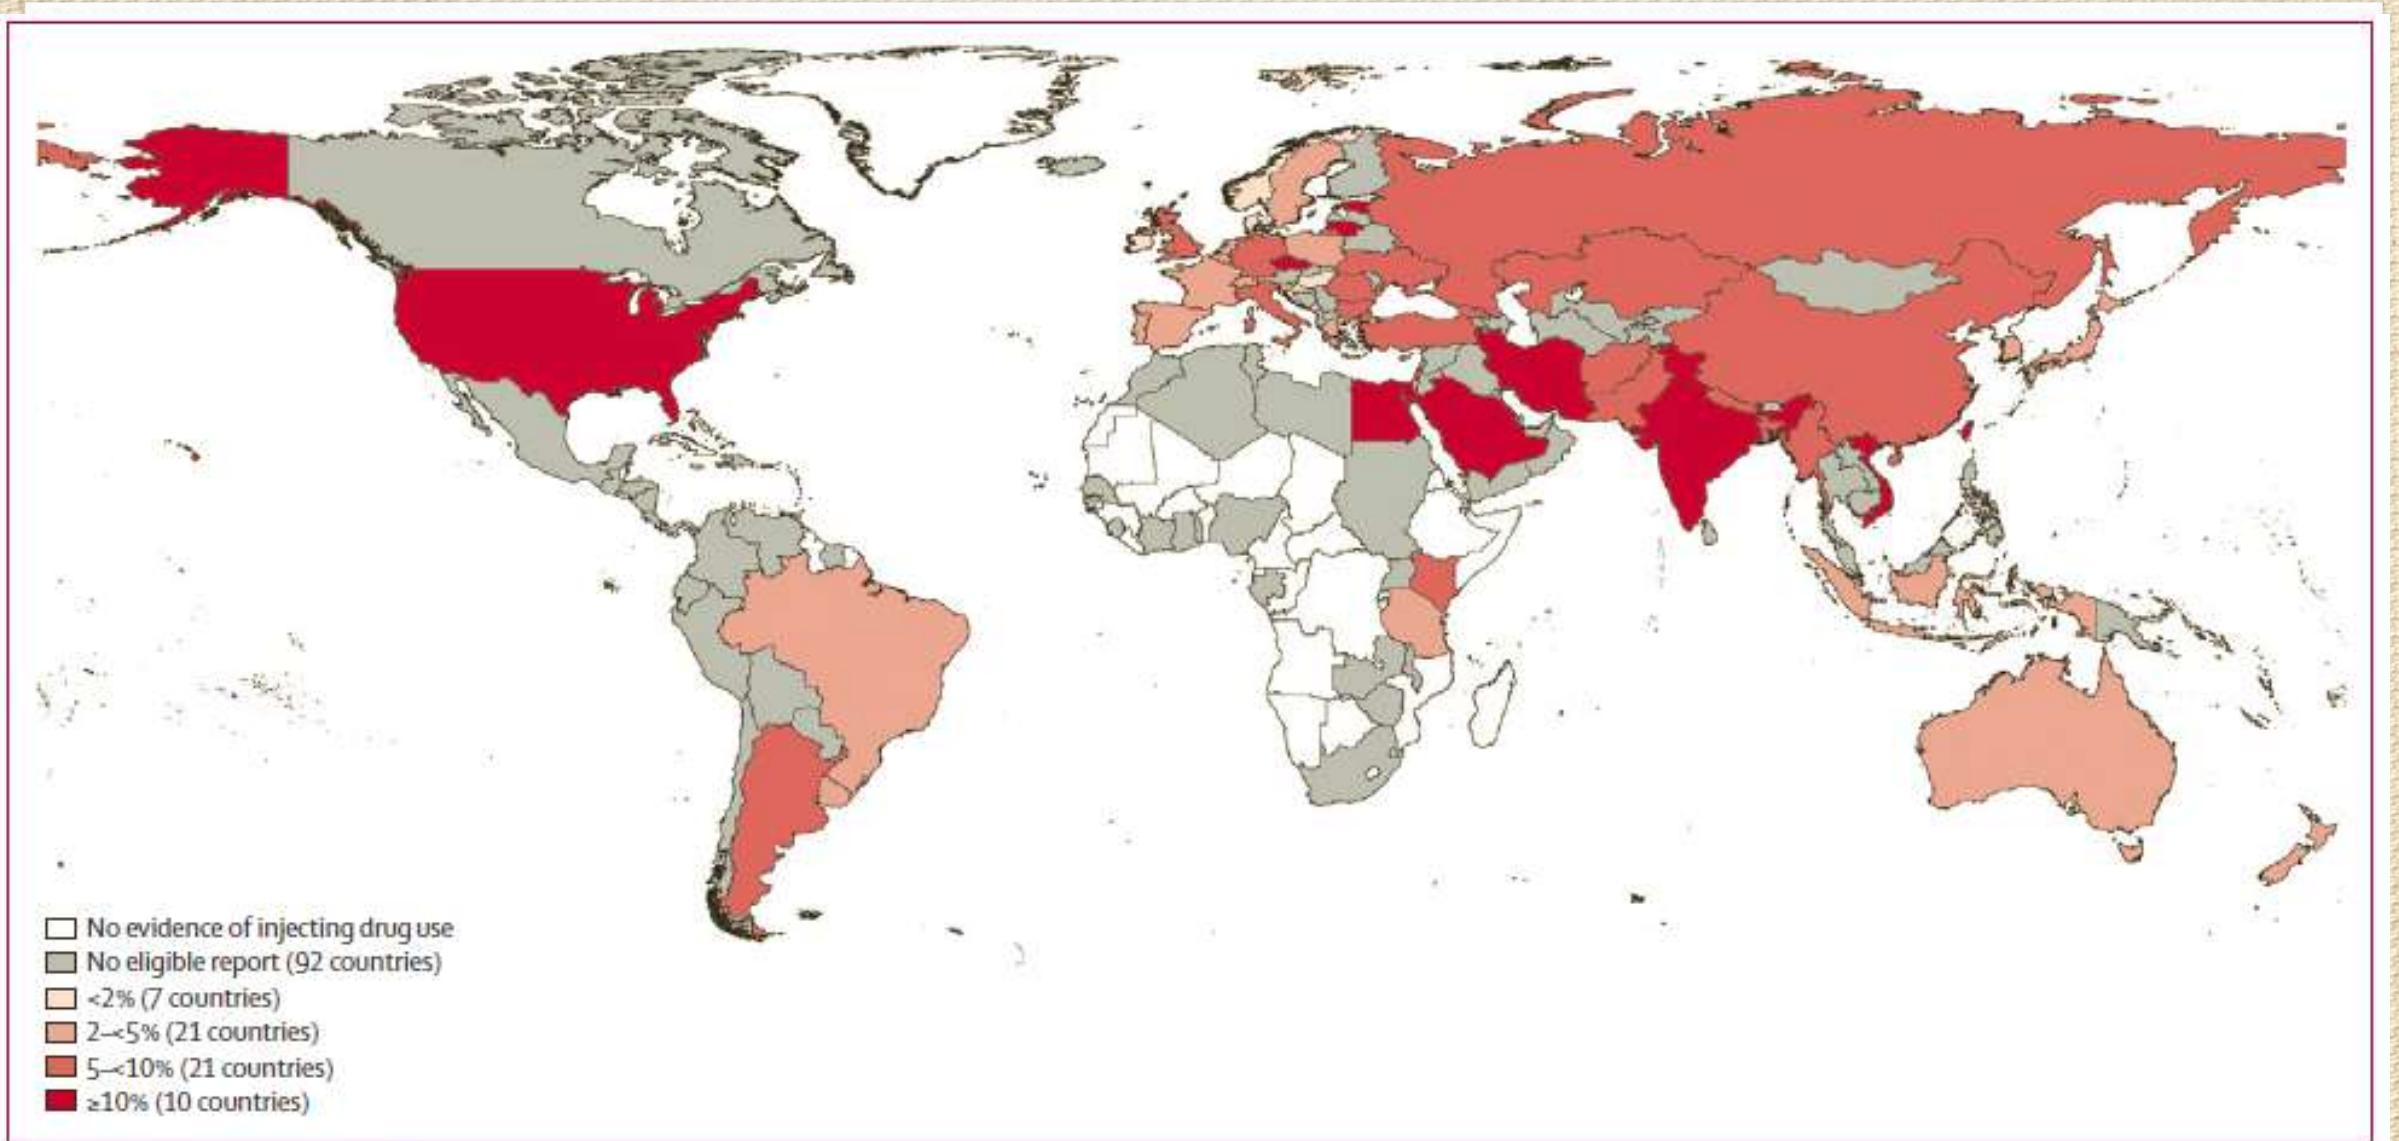 No evidence of injecting drug use
No eligible report (92 countries)
<2% (7 countries)
2–<5% (21 countries)
5–<10% (21 countries)
≥10% (10 countries)